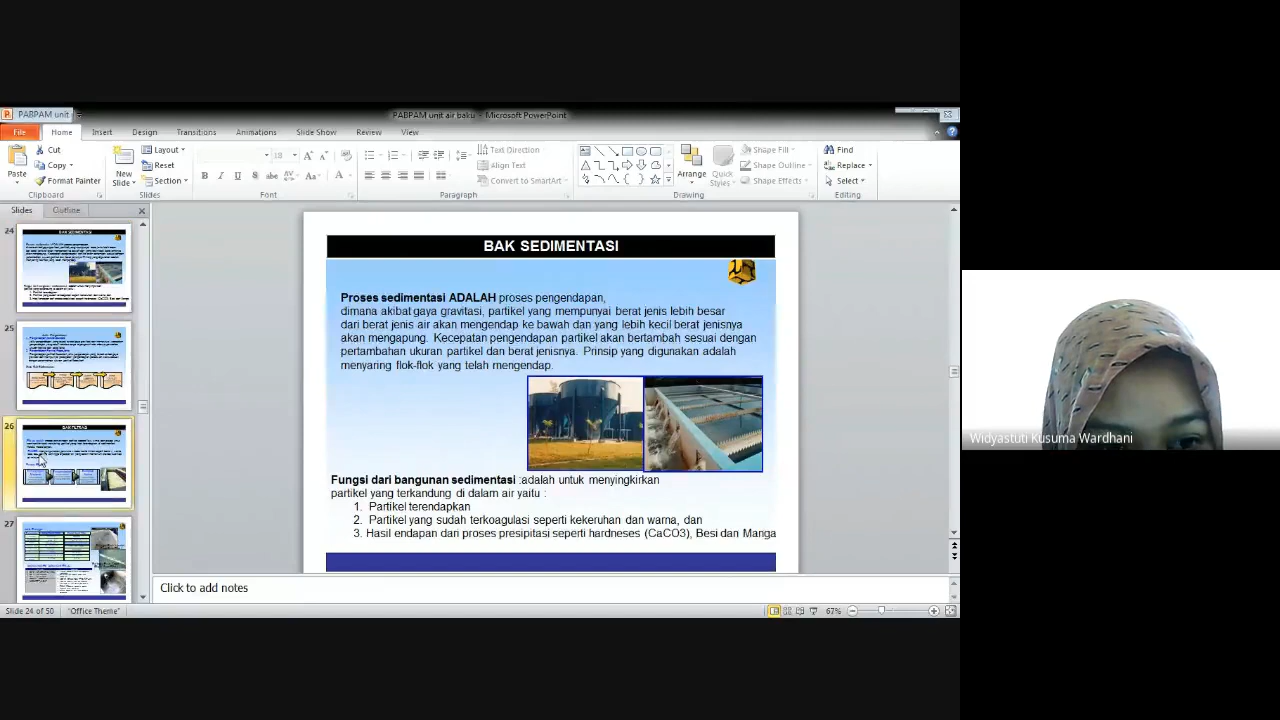 PABPAM unit
PABPAM unit air baku - Microsoft PowerPoint
File Home Insert Design Transitions Animations Slide Show Review View
Cut
Copy
Format Painter
Paste
Clipboard
New
Slide
Layout
Reset
Section
Slides
18
Font
Text Direction
Align Text
Convert to SmartArt
Paragraph
Arrange
Quick
Styles
Shape Fill
Shape Outline
Shape Effects
Drawing
Find
Replace
Select
Editing
Slides Outline
24
BAK SEDIMENTASI
25
26
BAK FILTRASI
27
BAK SEDIMENTASI
Proses sedimentasi ADALAH proses pengendapan,
dimana akibat gaya gravitasi, partikel yang mempunyai berat jenis lebih besar
dari berat jenis air akan mengendap ke bawah dan yang lebih kecil berat jenisnya
akan mengapung. Kecepatan pengendapan partikel akan bertambah sesuai dengan
pertambahan ukuran partikel dan berat jenisnya. Prinsip yang digunakan adalah
menyaring flok-flok yang telah mengendap.
Fungsi dari bangunan sedimentasi :adalah untuk menyingkirkan
partikel yang terkandung di dalam air yaitu :
1. Partikel terendapkan
2. Partikel yang sudah terkoagulasi seperti kekeruhan dan warna, dan
3. Hasil endapan dari proses presipitasi seperti hardneses (CaCO3), Besi dan Manga
Click to add notes
Slide 24 of 50 "Office Theme" 67%
Widyastuti Kusuma Wardhani